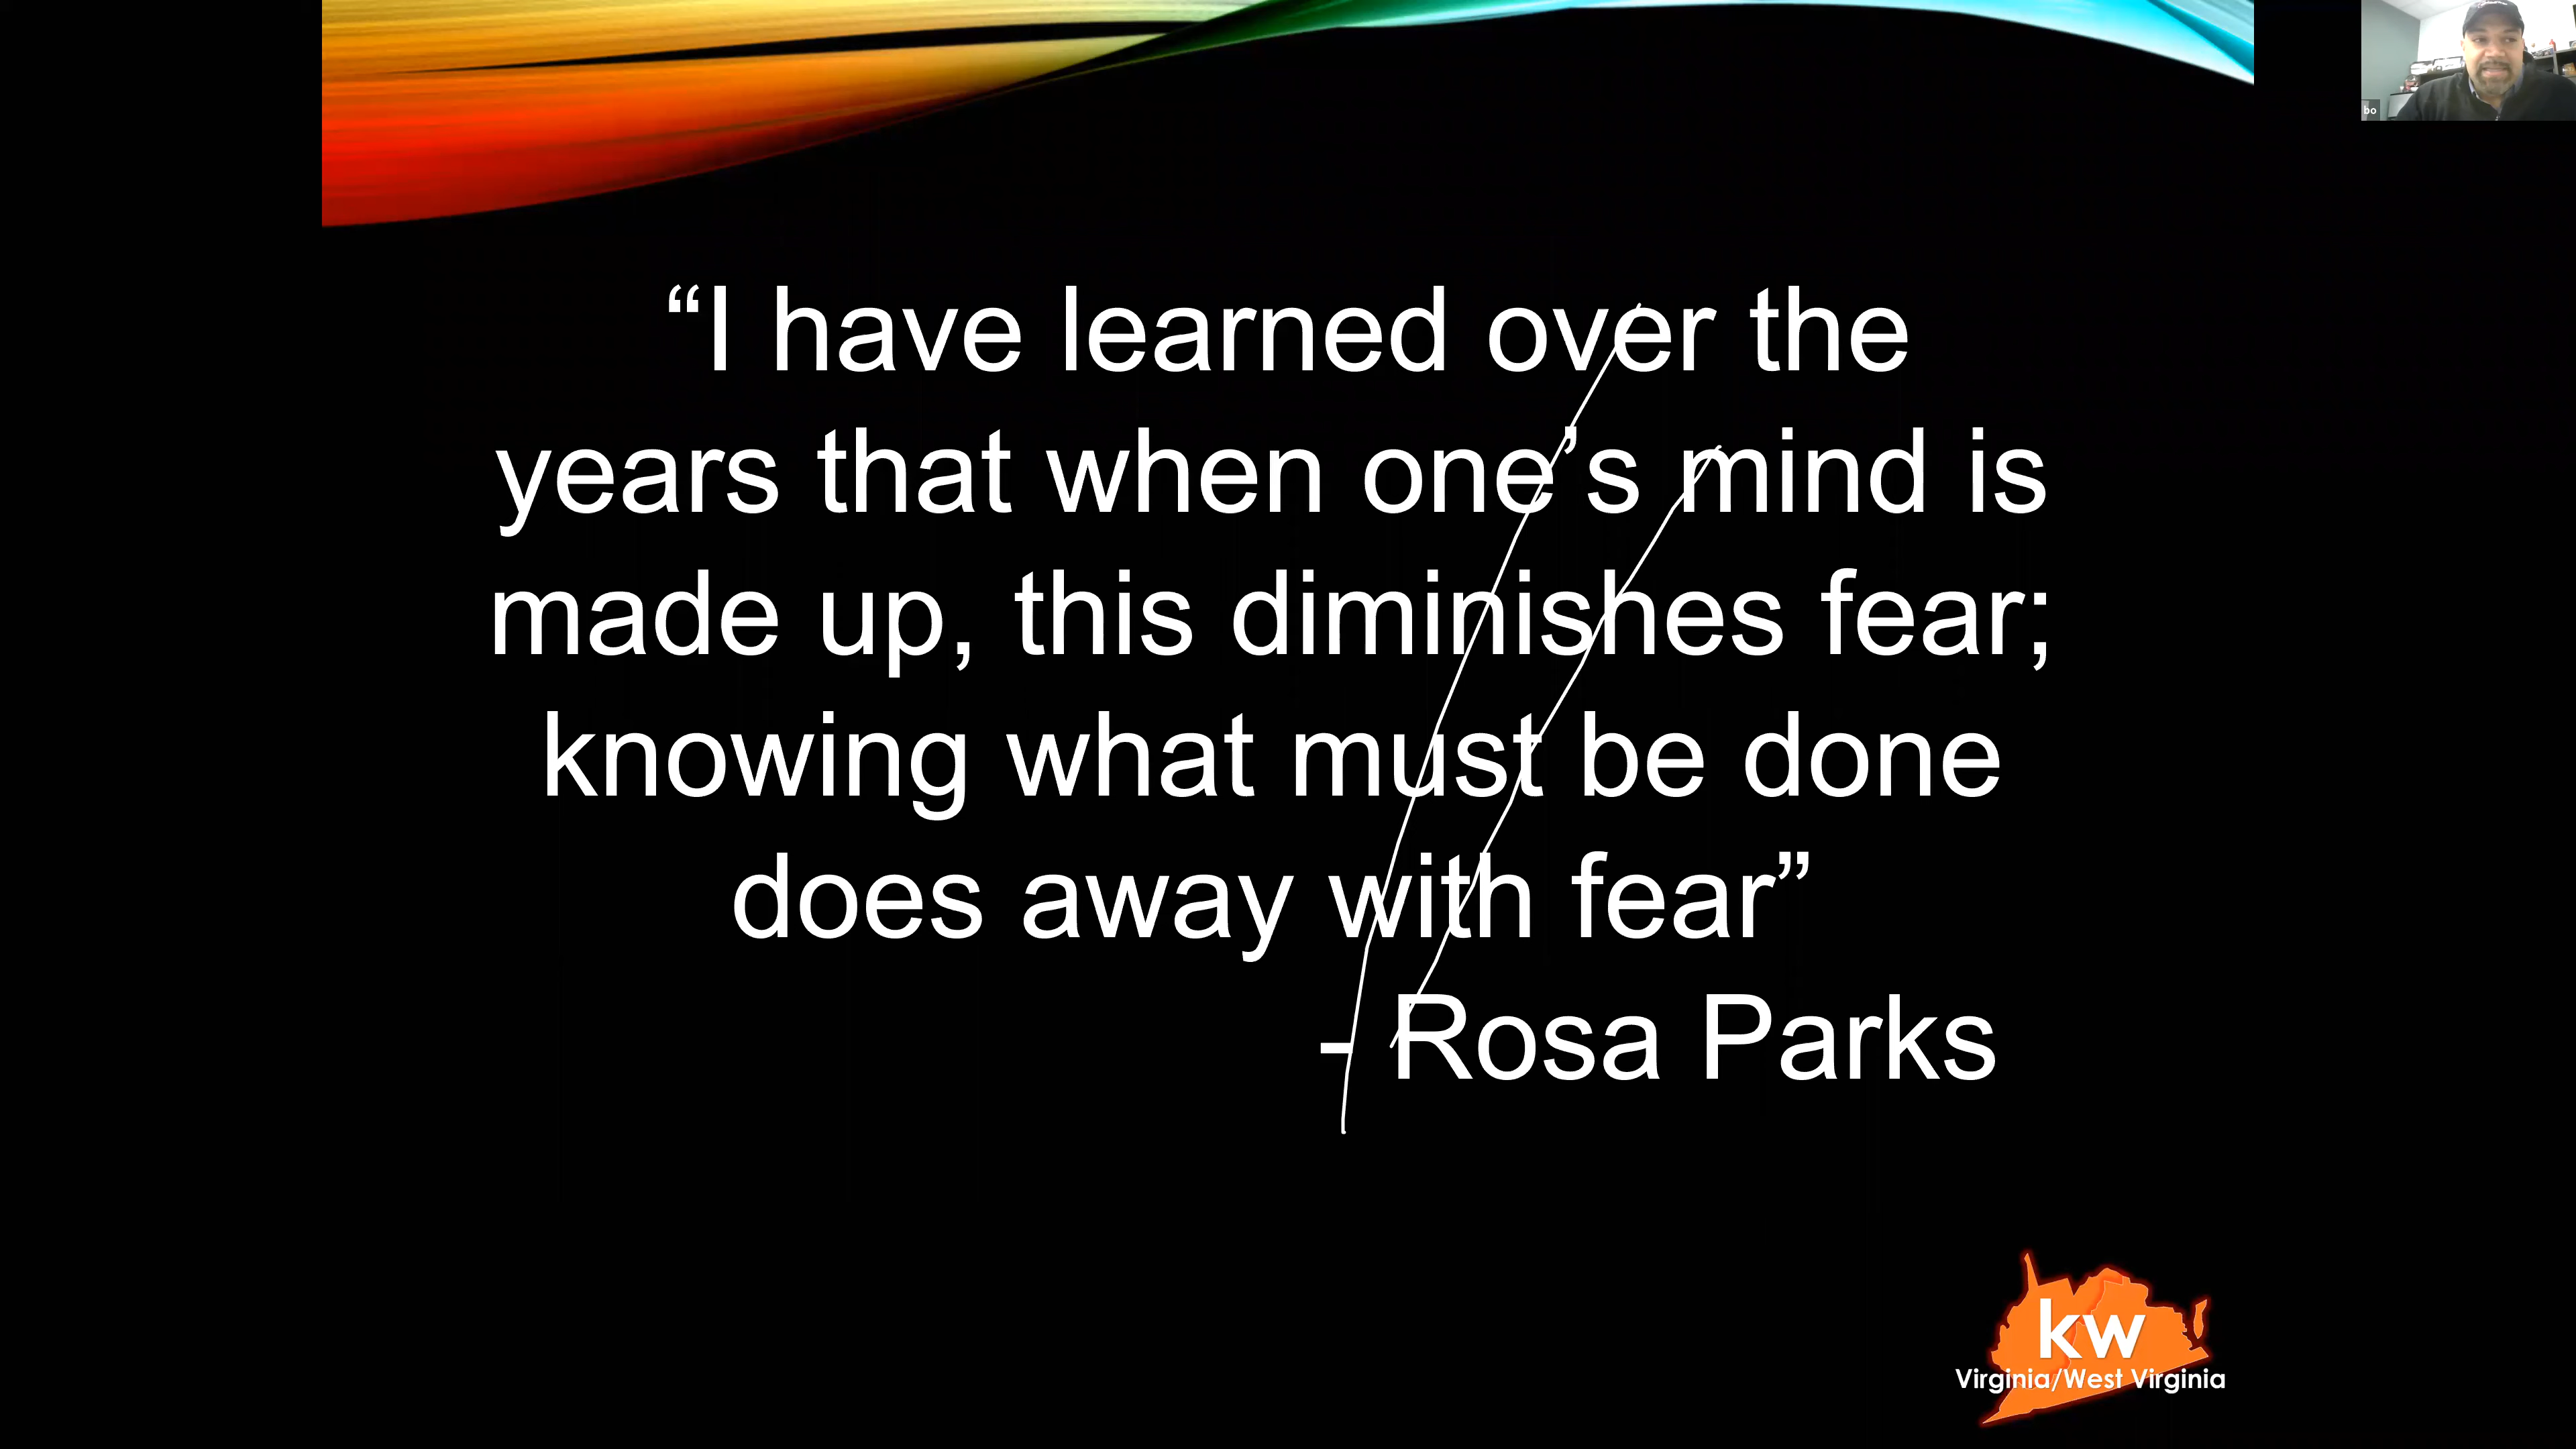 “I have learned over the
years that when one’s mind is
made up, this diminishes fear;
knowing what must be done
does away with fear”
- Rosa Parks
kw
Virginia/West Virginia
bo